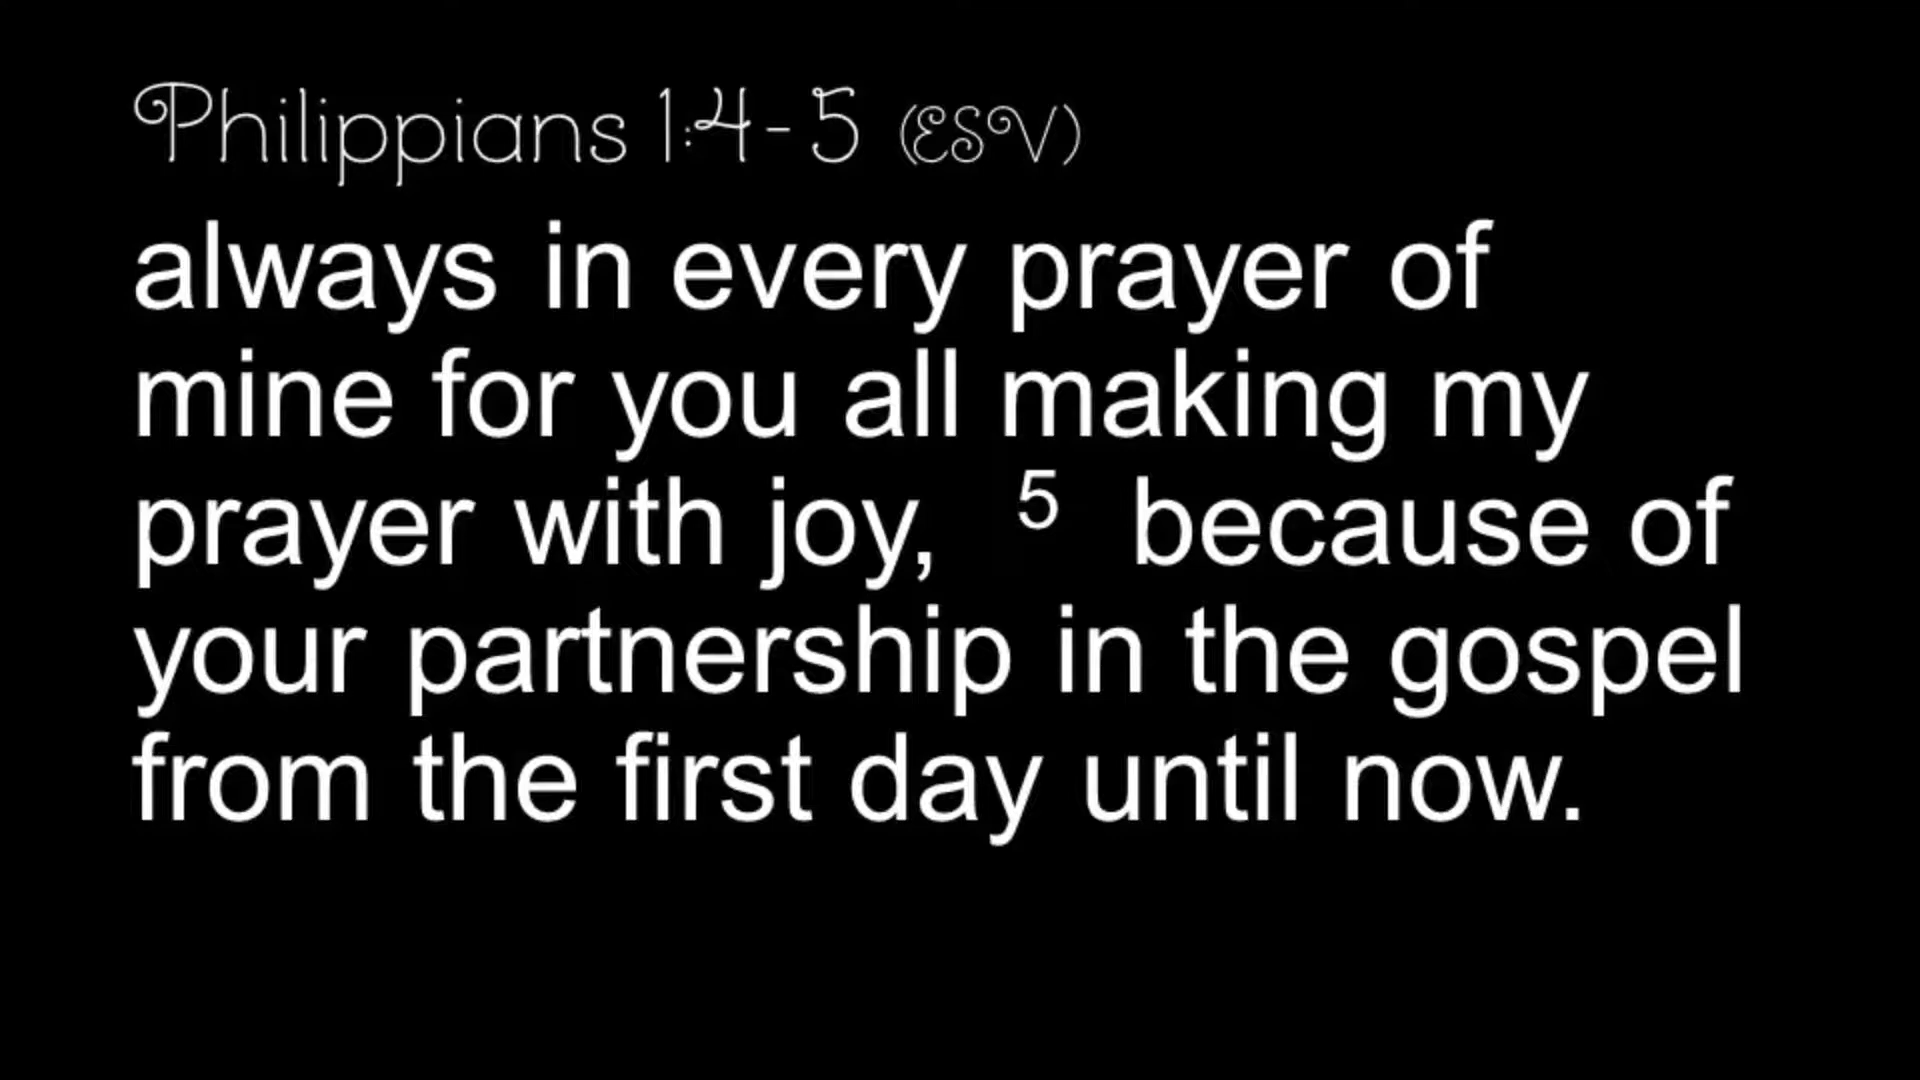 Philippians 1:4-5 (ESV)
always in every prayer of
mine for you all making my
prayer with joy, 5 because of
your partnership in the gospel
from the first day until now.